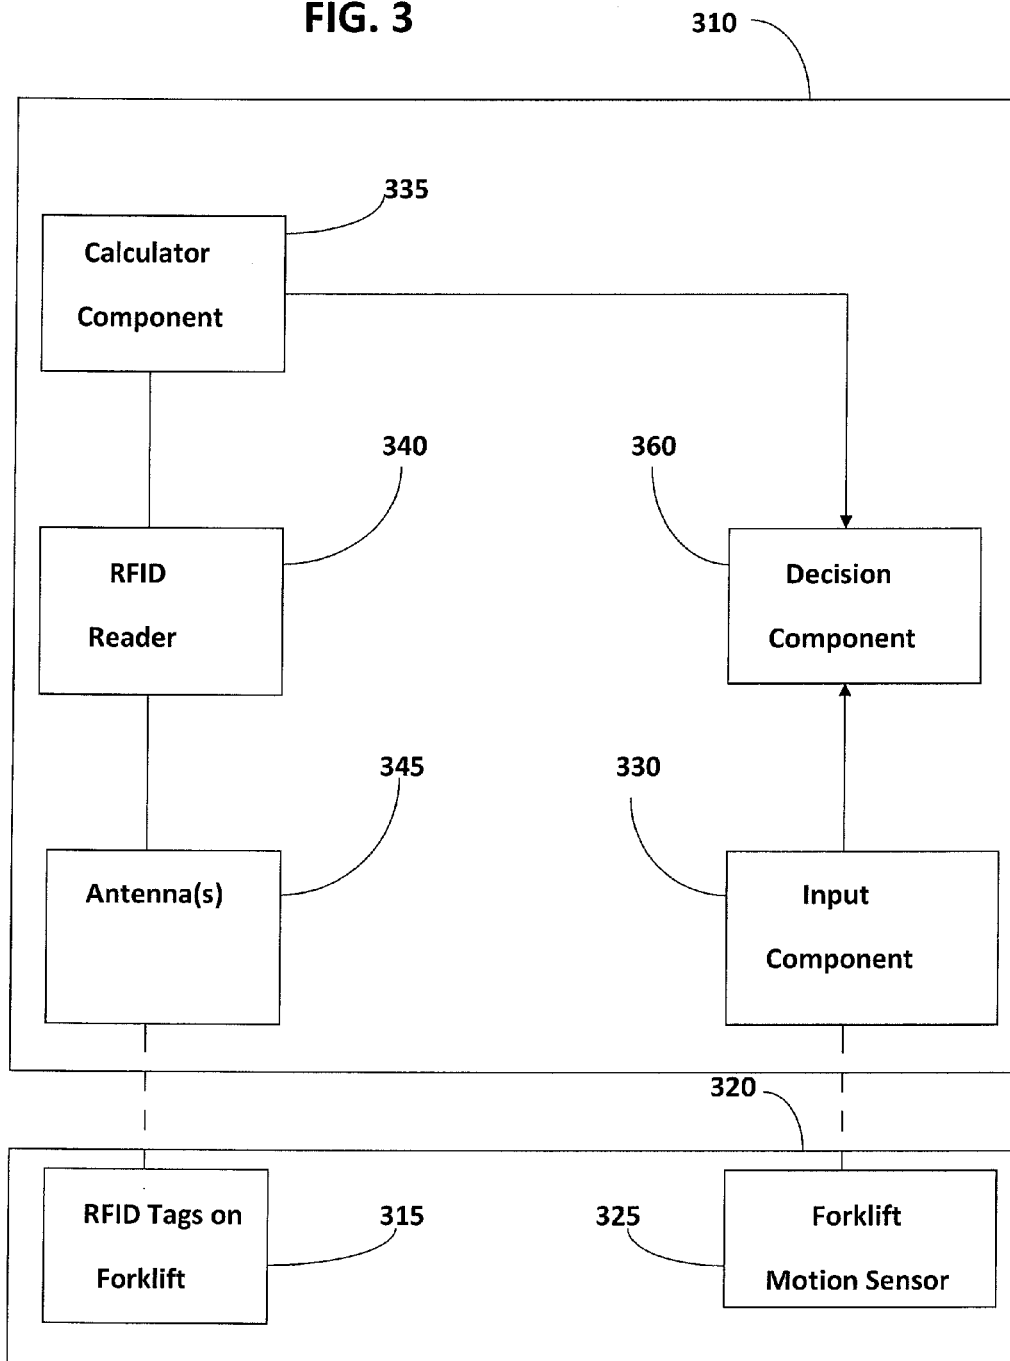 FIG. 3
310
335
Calculator
Component
340
360
RFID
Reader
Decision
Component
345
330
Antenna(s)
Input
Component
320
RFID Tags on
Forklift
315
325
Forklift
Motion Sensor